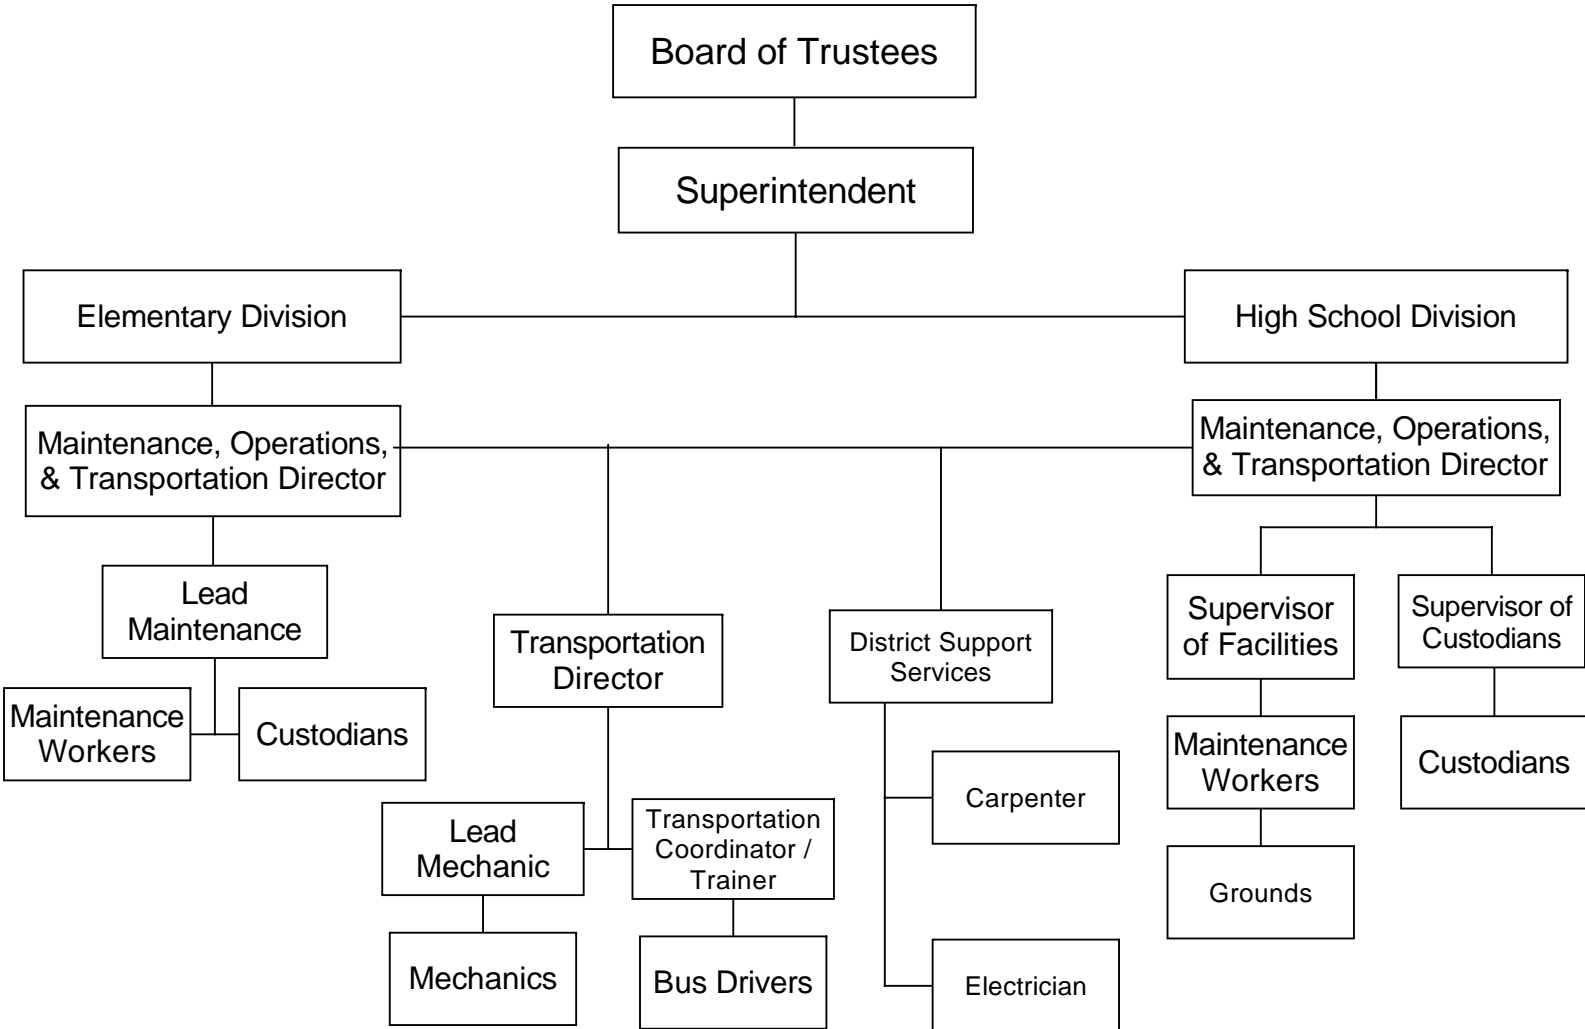 Board of Trustees
Superintendent
Elementary Division
High School Division
Maintenance, Operations,
& Transportation Director
Maintenance, Operations,
& Transportation Director
Lead
Maintenance
Transportation
Director
District Support
Services
Supervisor
of Facilities
Supervisor of
Custodians
Maintenance
Workers
Custodians
Maintenance
Workers
Custodians
Lead
Mechanic
Transportation
Coordinator /
Trainer
Carpenter
Grounds
Mechanics
Bus Drivers
Electrician